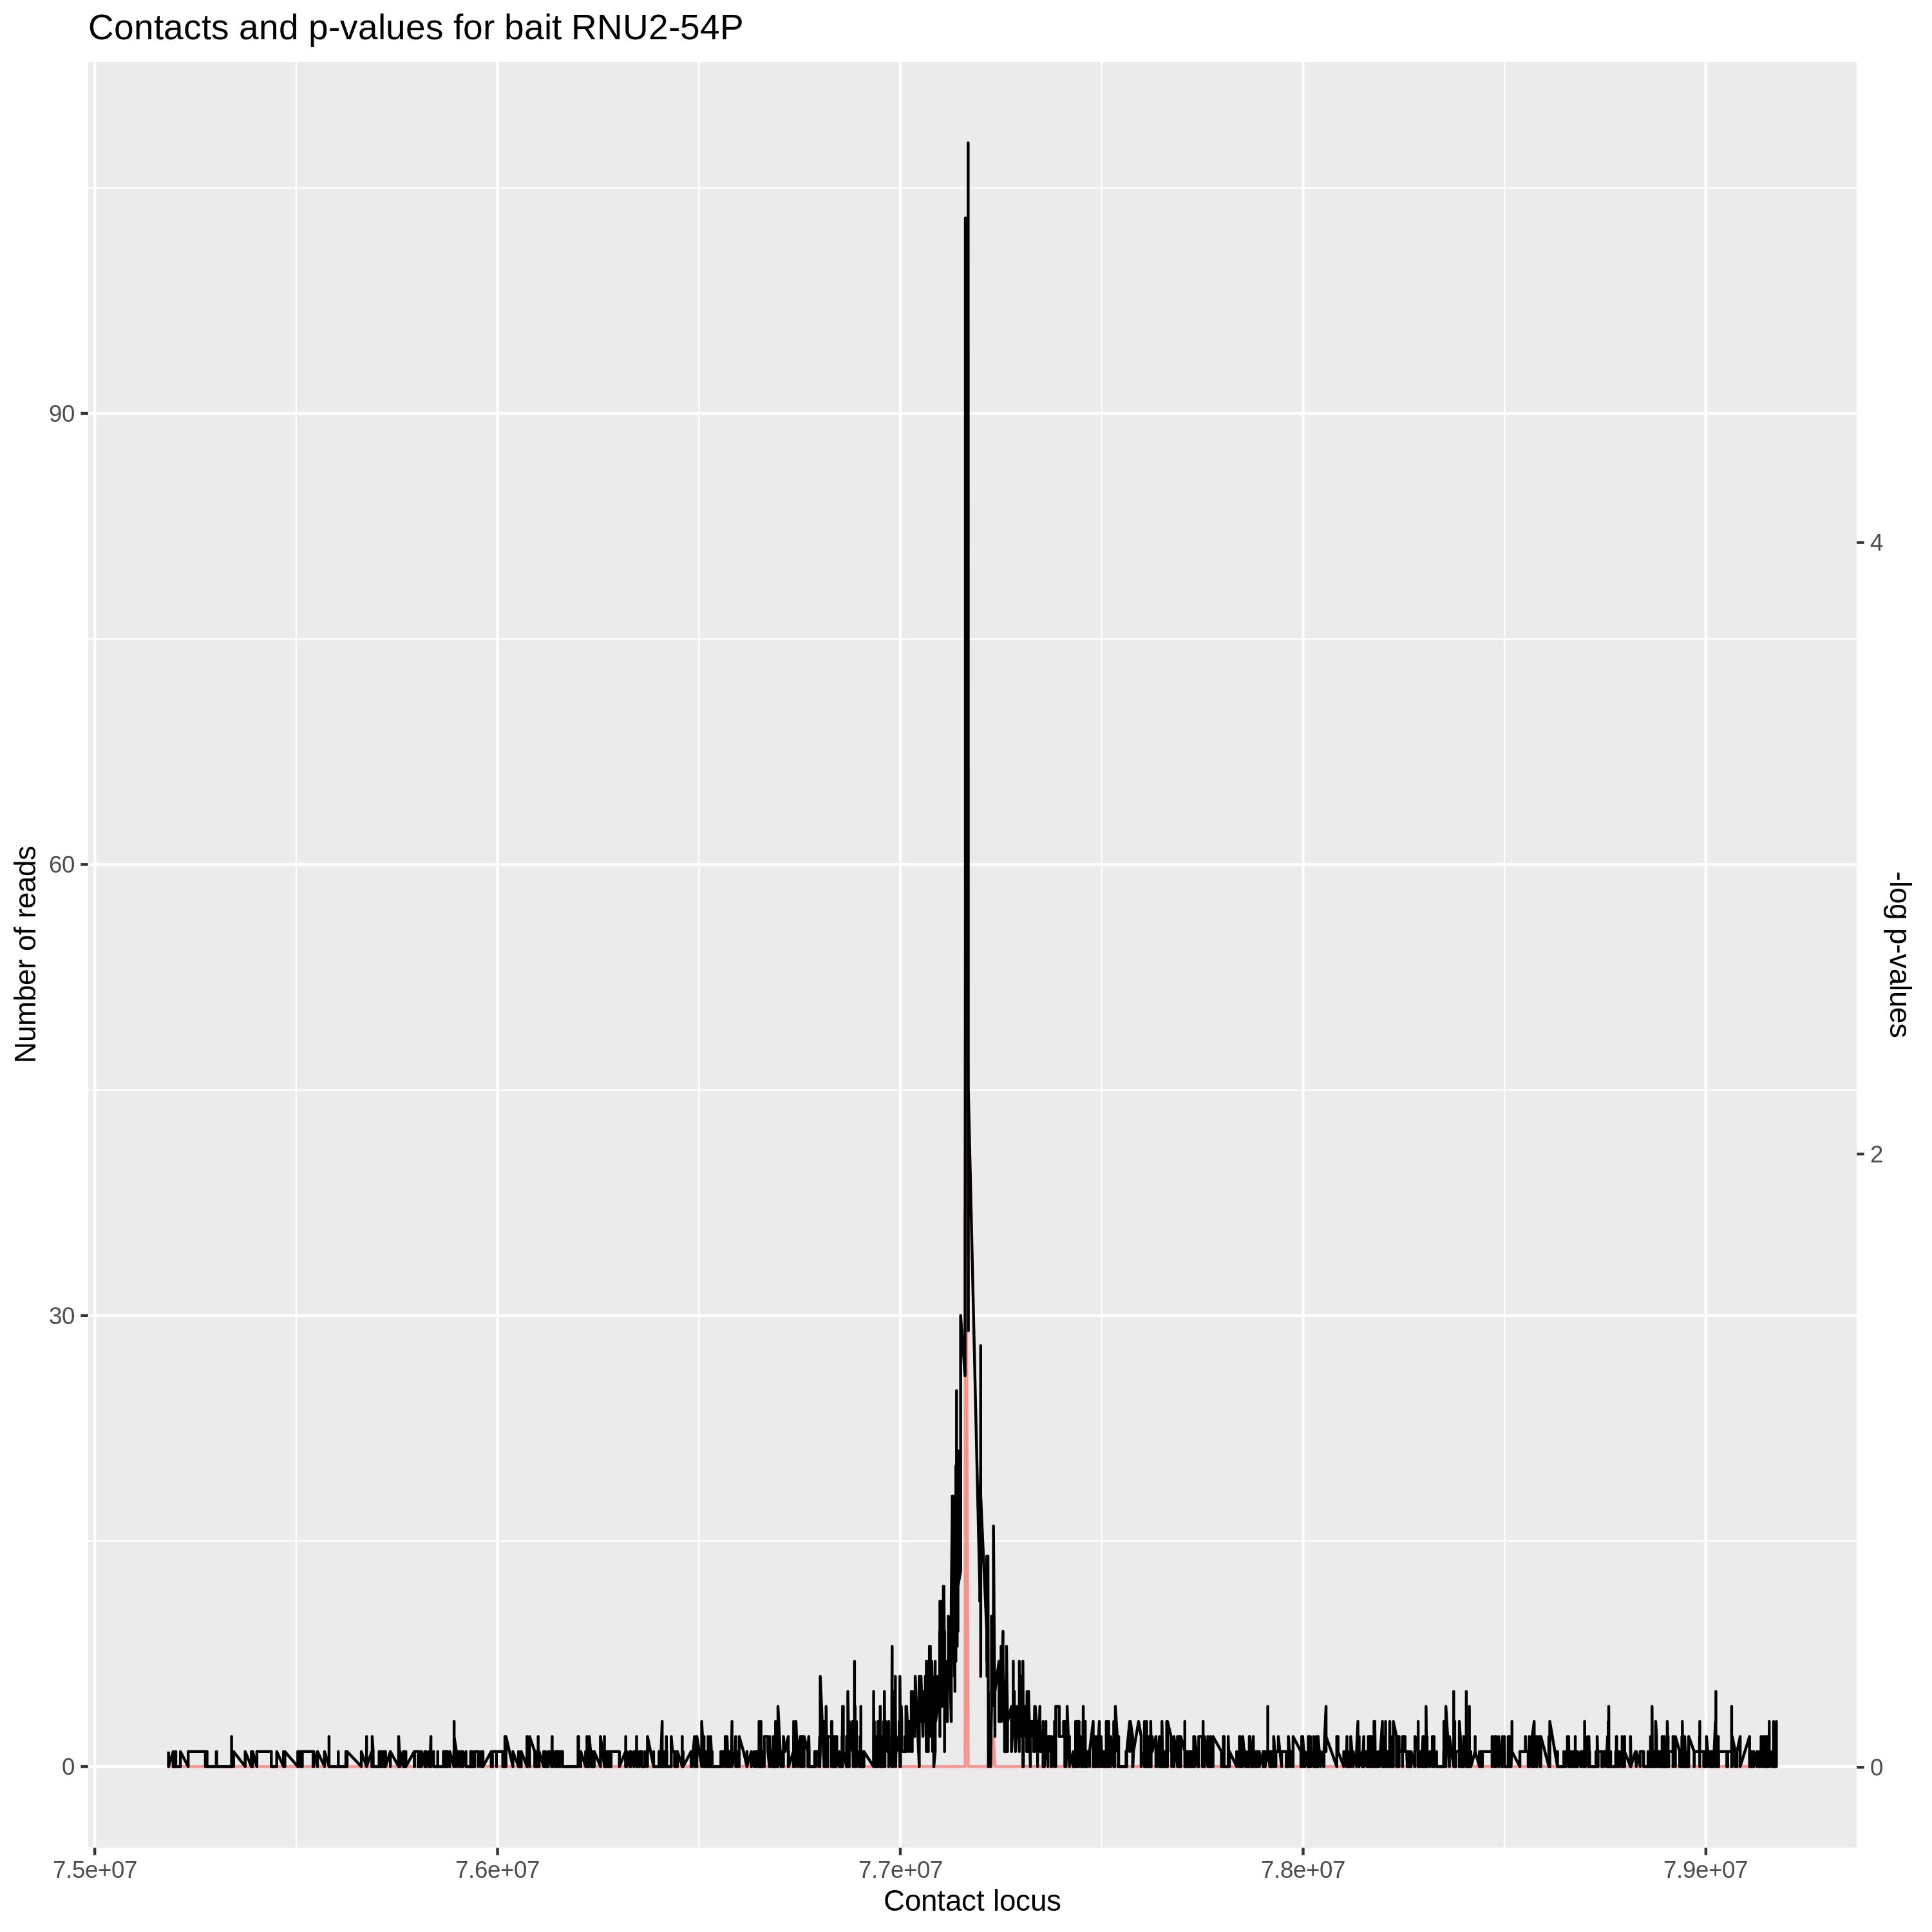 Contacts and p-values for bait RNU2-54P
90
60
30
0
Number of reads
4
2
0
-log p-values
7.5e+07 7.6e+07 7.7e+07 7.8e+07 7.9e+07
Contact locus